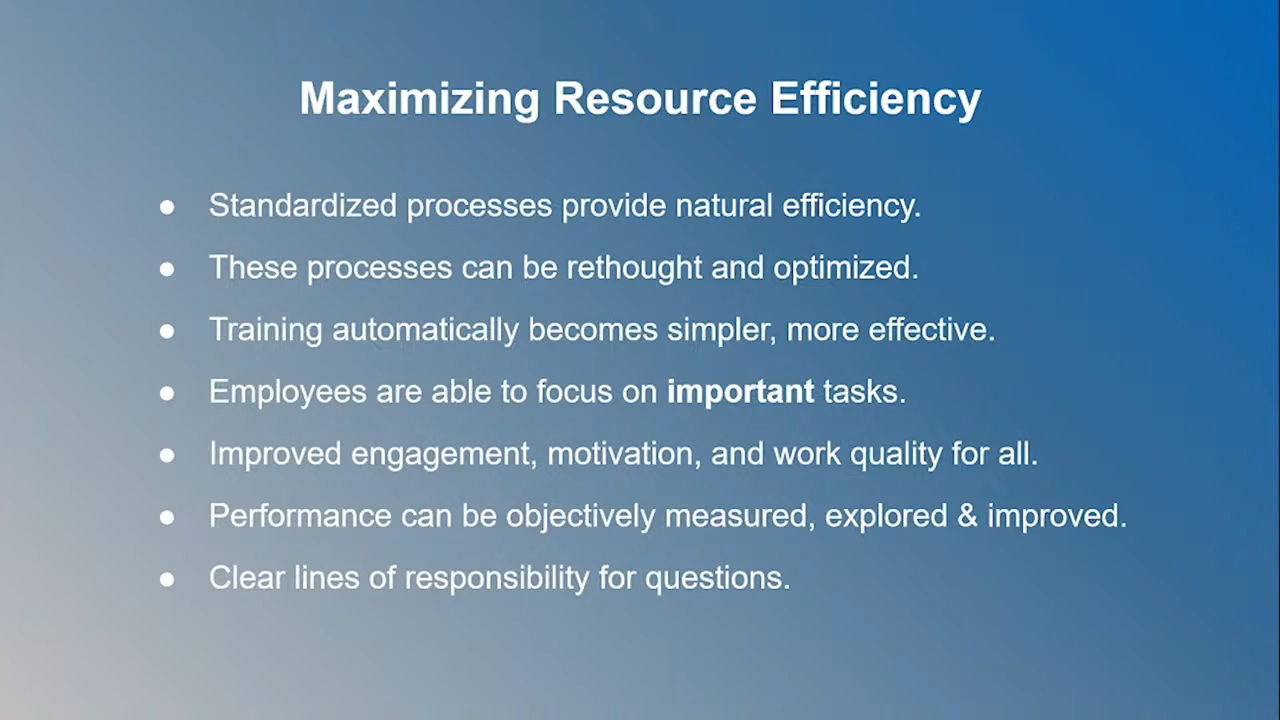 Maximizing Resource Efficiency
● Standardized processes provide natural efficiency.
● These processes can be rethought and optimized.
● Training automatically becomes simpler, more effective.
● Employees are able to focus on important tasks.
● Improved engagement, motivation, and work quality for all.
● Performance can be objectively measured, explored & improved.
● Clear lines of responsibility for questions.